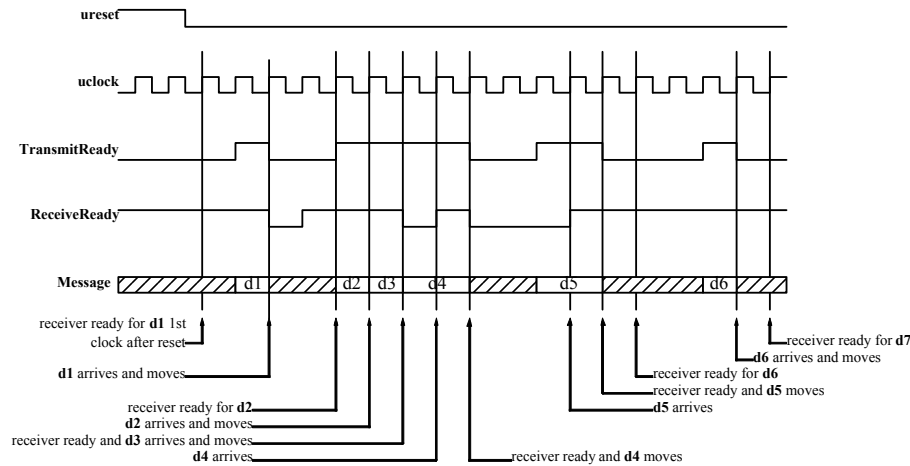 ureset
uclock
TransmitReady
ReceiveReady
Message
d1
d2
d3
d4
d5
d6
receiver ready for d1 1st
clock after reset
receiver ready for d7
d6 arrives and moves
d1 arrives and moves
receiver ready for d6
receiver ready and d5 moves
receiver ready for d2
d5 arrives
d2 arrives and moves
receiver ready and d3 arrives and moves
d4 arrives
receiver ready and d4 moves